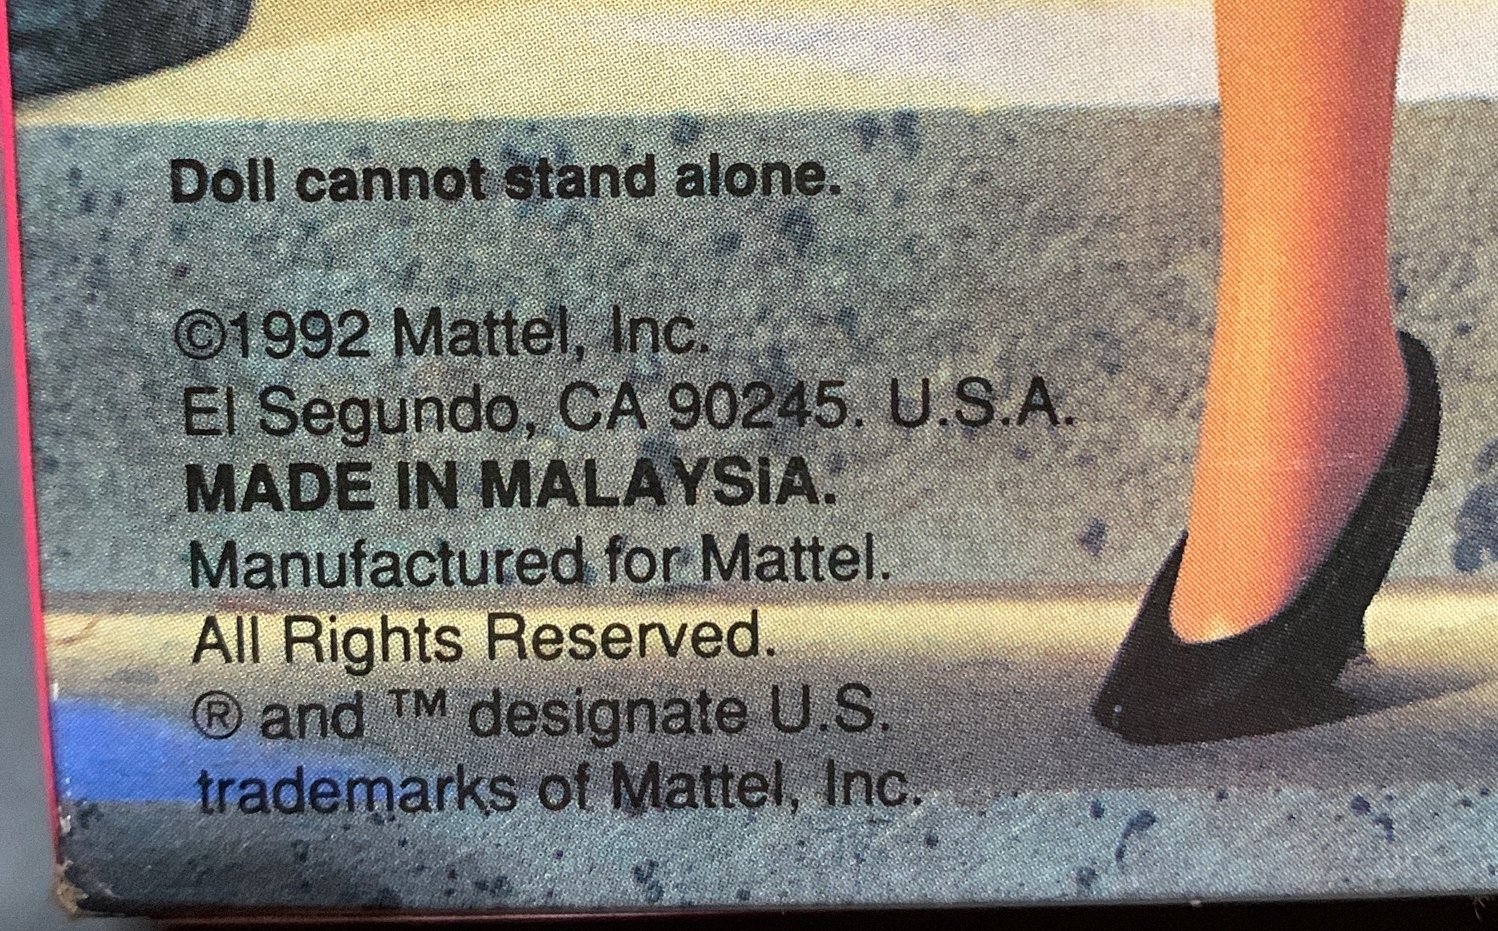 Doll cannot stand alone.
©1992 Mattel, Inc.
El Segundo, CA 90245. U.S.A.
MADE IN MALAYSiA.
Manufactured for Mattel.
All Rights Reserved.
® and ™ designate U.S.
trademarks of Mattel, Inc.